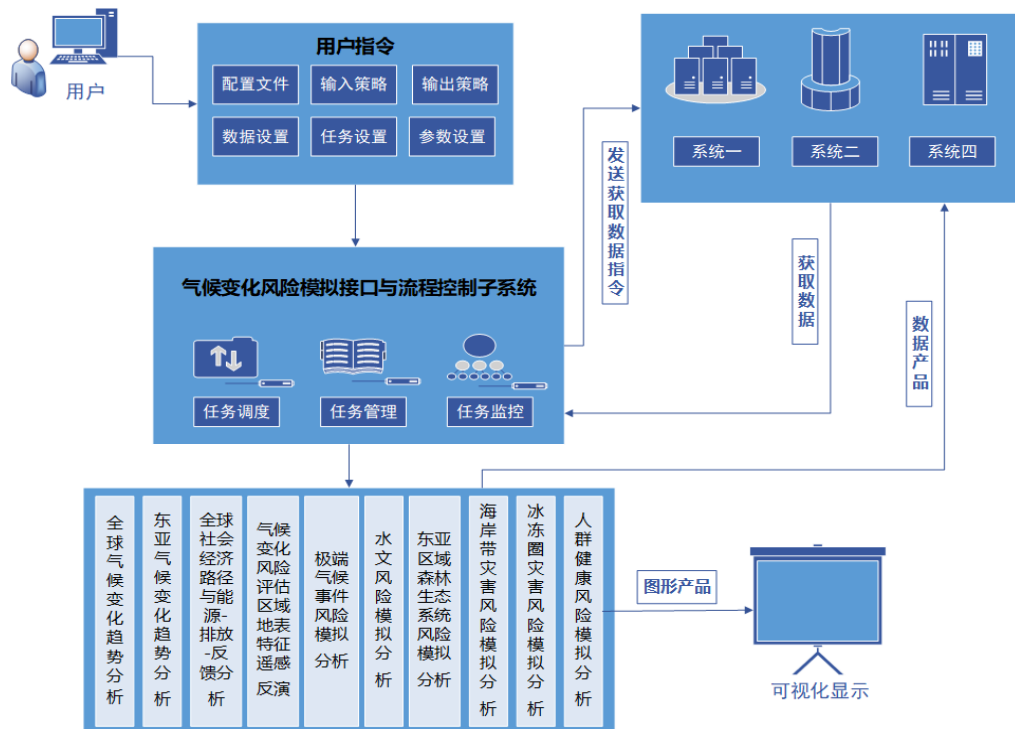 用户
用户指令
配置文件
输入策略
输出策略
数据设置
任务设置
参数设置
系统一
系统二
系统四
发送获取数据指令
获取数据
数据产品
气候变化风险模拟接口与流程控制子系统
任务调度
任务管理
任务监控
全球气候变化趋势分析
东亚气候变化趋势分析
全球
社会
经济
路径
与能
源-
排放
-反
馈分
析
气候
变化
风险
评估
区域
地表
特征
遥感
反演
极端
气候
事件
风险
模拟
分析
水文风险模拟分析
东亚
区域
森林
生态
系统
风险
模拟
分析
海岸带灾害风险模拟分析
冰冻圈灾害风险模拟分析
人群健康风险模拟分析
图形产品
可视化显示